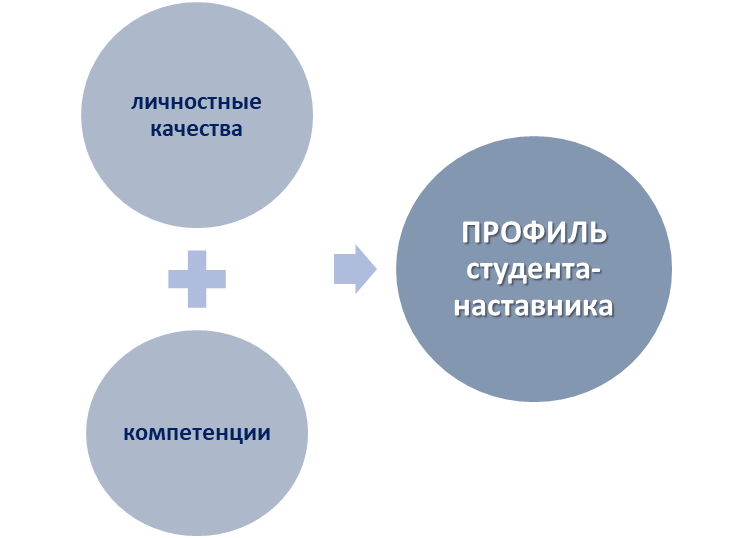 личностные
качества
ПРОФИЛЬ
студента-
наставника
компетенции